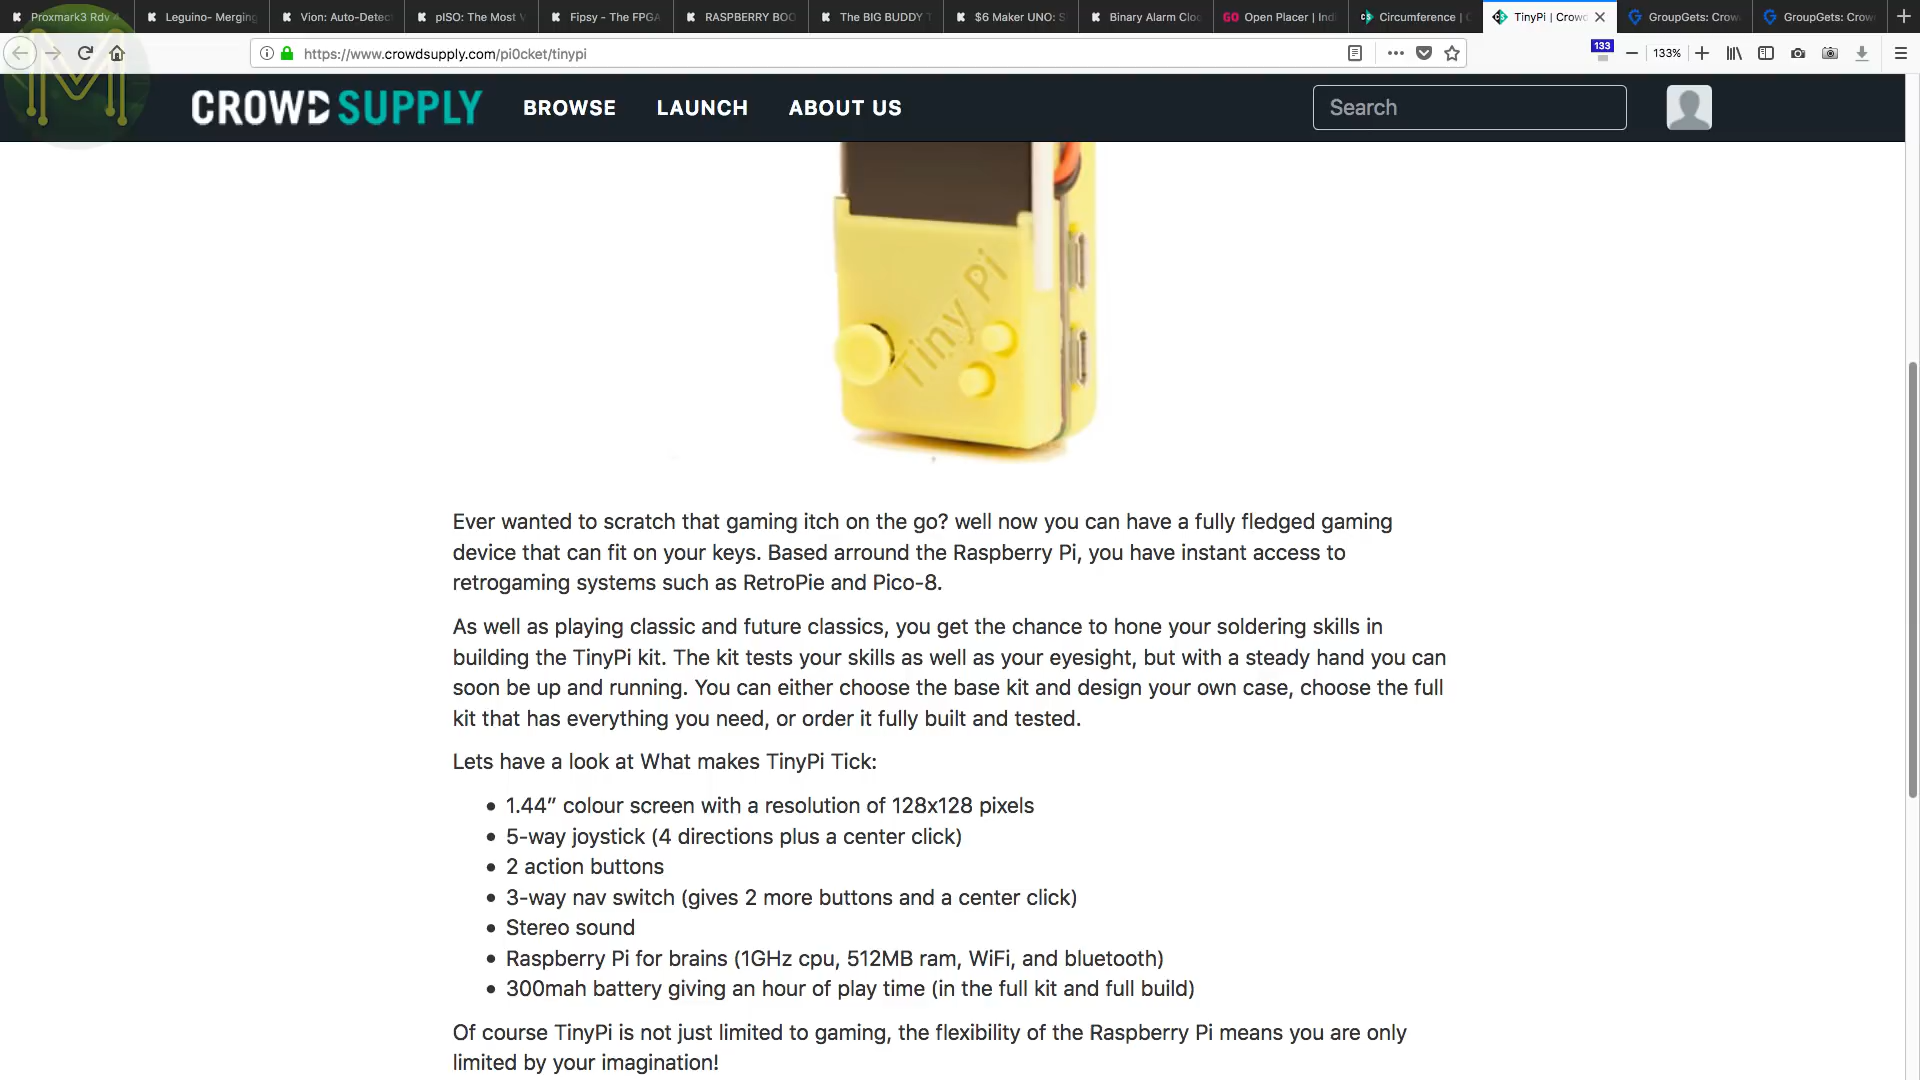 Proxmark3 Rdv 4
Leguino- Merging
Vion: Auto-Detec
pISO: The Most V
Fipsy - The FPGA
RASPBERRY BOO
The BIG BUDDY T
$6 Maker UNO: S
Binary Alarm Cloc
GO Open Placer | Indi
Circumference | C
TinyPi | Crowd
GroupGets: Crow
GroupGets: Crow
https://www.crowdsupply.com/pi0cket/tinypi
133
133%
M
CROWD SUPPLY BROWSE LAUNCH ABOUT US Search
Tiny Pi
Ever wanted to scratch that gaming itch on the go? well now you can have a fully fledged gaming
device that can fit on your keys. Based arround the Raspberry Pi, you have instant access to
retrogaming systems such as RetroPie and Pico-8.
As well as playing classic and future classics, you get the chance to hone your soldering skills in
building the TinyPi kit. The kit tests your skills as well as your eyesight, but with a steady hand you can
soon be up and running. You can either choose the base kit and design your own case, choose the full
kit that has everything you need, or order it fully built and tested.
Lets have a look at What makes TinyPi Tick:
• 1.44” colour screen with a resolution of 128x128 pixels
• 5-way joystick (4 directions plus a center click)
• 2 action buttons
• 3-way nav switch (gives 2 more buttons and a center click)
• Stereo sound
• Raspberry Pi for brains (1GHz cpu, 512MB ram, WiFi, and bluetooth)
• 300mah battery giving an hour of play time (in the full kit and full build)
Of course TinyPi is not just limited to gaming, the flexibility of the Raspberry Pi means you are only
limited by your imagination!